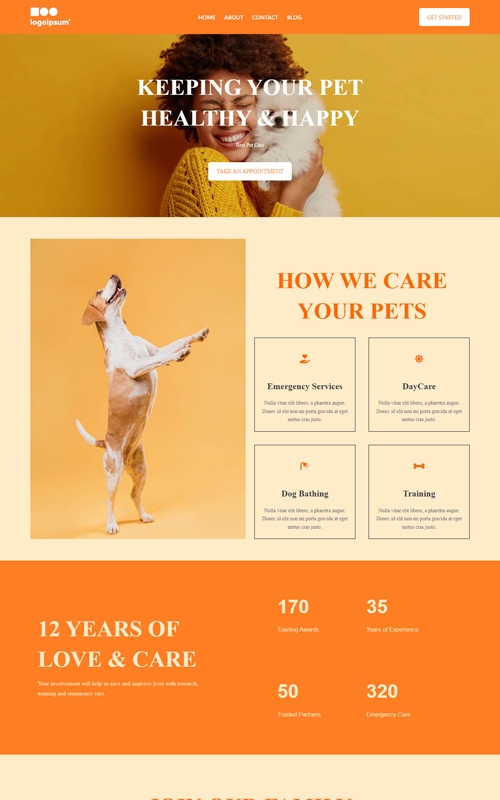 logoipsum
HOME ABOUT CONTACT BLOG
GET STARTED
KEEPING YOUR PET
HEALTHY & HAPPY
Best Pet Care
TAKE AN APPOINTMENT
HOW WE CARE
YOUR PETS
Emergency Services
Nulla vitae elit libero, a pharetra augue.
Donec id elit non mi porta gravida at eget
metus cras justo.
DayCare
Nulla vitae elit libero, a pharetra augue.
Donec id elit non mi porta gravida at eget
metus cras justo.
Dog Bathing
Nulla vitae elit libero, a pharetra augue.
Donec id elit non mi porta gravida at eget
metus cras justo.
Training
Nulla vitae elit libero, a pharetra augue.
Donec id elit non mi porta gravida at eget
metus cras justo.
12 YEARS OF
LOVE & CARE
Your involvement will help us save and improve lives with research,
training and emergency care.
170
Training Awards
35
Years of Experience
50
Trusted Partners
320
Emergency Care
JOIN OUR FAMILY